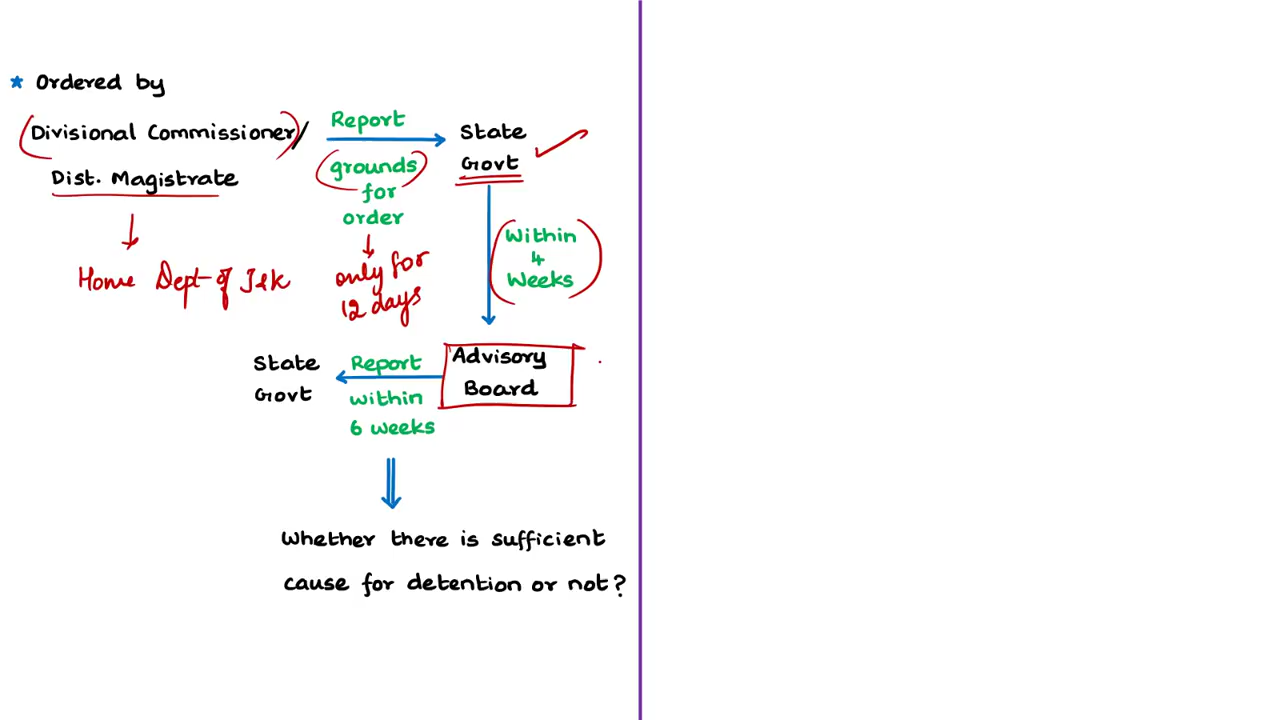 * Ordered by
(Divisional Commissioner)/
Dist. Magistrate
Home Dept of J&K
Report
(grounds)
for
order
only for
12 days
State
Govt
(Within
4
Weeks)
Advisory
Board
Report
within
6 weeks
State
Govt
Whether there is sufficient
cause for detention or not?